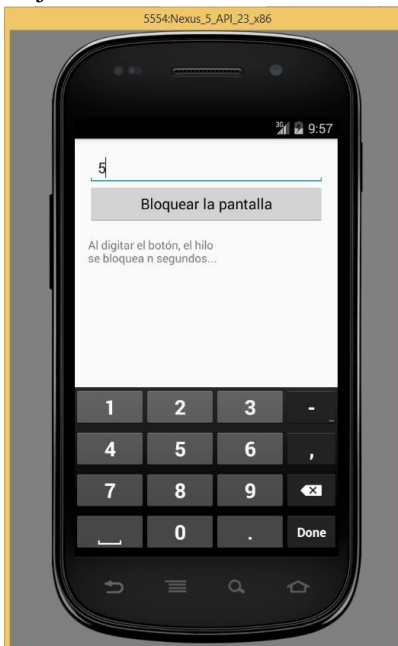 5554:Nexus_5_API_23_x86
3G 9:57
5
Bloquear la pantalla
Al digitar el botón, el hilo
se bloquea n segundos...
1 2 3 -
4 5 6 ,
7 8 9
0 . Done